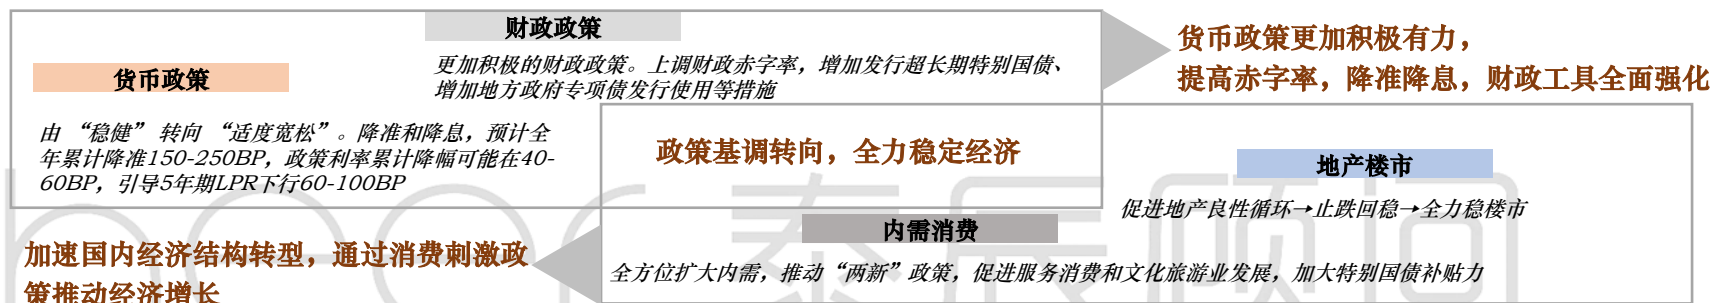 财政政策
更加积极的财政政策。上调财政赤字率，增加发行超长期特别国债、
增加地方政府专项债发行使用等措施
货币政策
由 “稳健” 转向 “适度宽松”。降准和降息，预计全
年累计降准150-250BP，政策利率累计降幅可能在40-
60BP，引导5年期LPR下行60-100BP
货币政策更加积极有力，
提高赤字率，降准降息，财政工具全面强化
政策基调转向，全力稳定经济
地产楼市
促进地产良性循环→止跌回稳→全力稳楼市
内需消费
全方位扩大内需，推动“两新”政策，促进服务消费和文化旅游业发展，加大特别国债补贴力
加速国内经济结构转型，通过消费刺激政
策推动经济增长
泰辰顾问